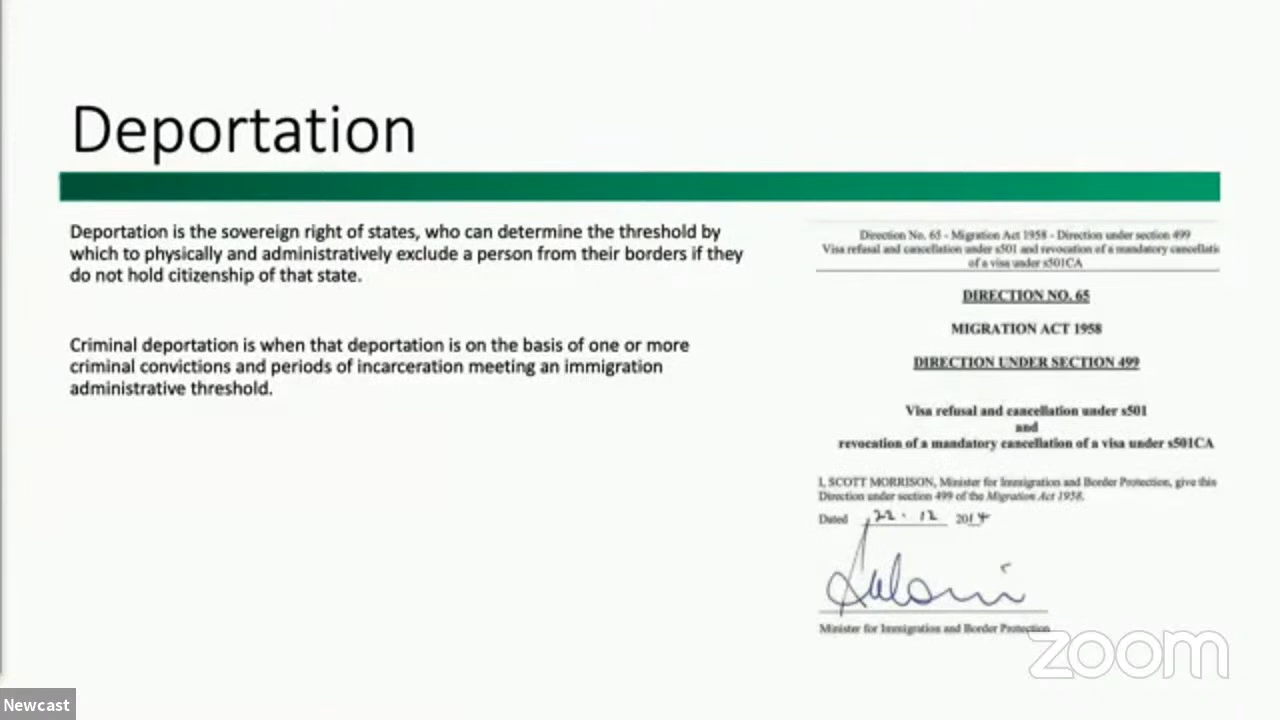 Deportation
Deportation is the sovereign right of states, who can determine the threshold by
which to physically and administratively exclude a person from their borders if they
do not hold citizenship of that state.
Criminal deportation is when that deportation is on the basis of one or more
criminal convictions and periods of incarceration meeting an immigration
administrative threshold.
Direction No. 65 - Migration Act 1958 - Direction under section 499
Visa refusal and cancellation under s501 and revocation of a mandatory cancellatio
of a visa under s501CA
DIRECTION NO. 65
MIGRATION ACT 1958
DIRECTION UNDER SECTION 499
Visa refusal and cancellation under s501
and
revocation of a mandatory cancellation of a visa under s501CA
I, SCOTT MORRISON, Minister for Immigration and Border Protection, give this
Direction under section 499 of the Migration Act 1958.
Dated 22 . 12 2014
Minister for Immigration and Border Protection
zoom
Newcast